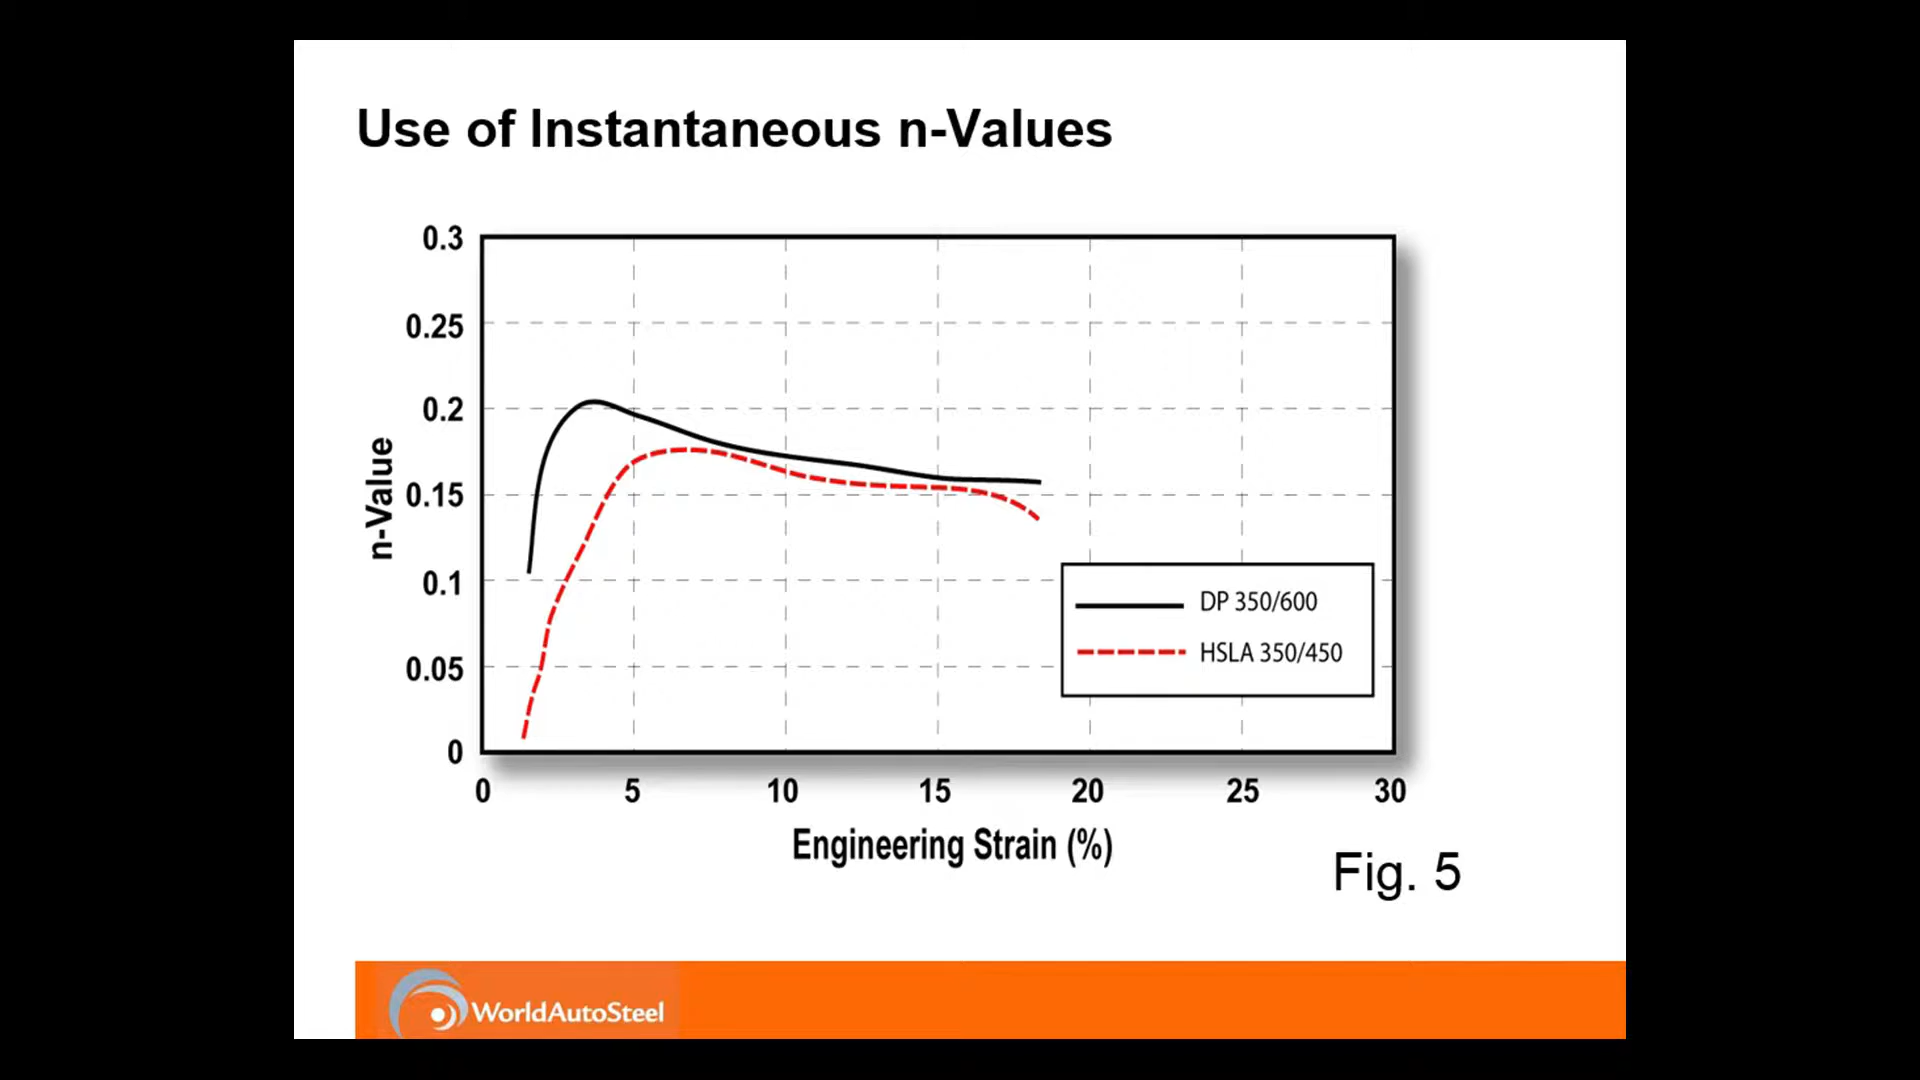 Use of Instantaneous n-Values
0.3
0.25
0.2
0.15
0.1
0.05
0
n-Value
0 5 10 15 20 25 30
Engineering Strain (%)
DP 350/600
HSLA 350/450
Fig. 5
WorldAutoSteel